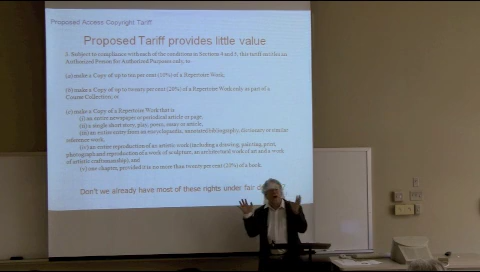 Proposed Access Copyright Tariff
Proposed Tariff provides little value
2. Subject to compliance with each of the conditions in Sections 4 and 5, this tariff entitles an
Authorized Person for Authorized Purposes only, to
(a) make a Copy of up to ten per cent (10%) of a Repertoire Work;
(b) make a Copy of up to twenty per cent (20%) of a Repertoire Work only as part of a
Course Collection; or
(c) make a Copy of a Repertoire Work that is
(i) an entire newspaper or periodical article or page,
(ii) a single short story, play, poem, essay or article,
(iii) an entire entry from an encyclopaedia, annotated bibliography, dictionary or similar
reference work,
(iv) an entire reproduction of an artistic work (including a drawing, painting, print,
photograph and reproduction of a work of sculpture, an architectural work of art and a work
of artistic craftsmanship), and
(v) one chapter, provided it is no more than twenty per cent (20%) of a book.
Don't we already have most of these rights under fair